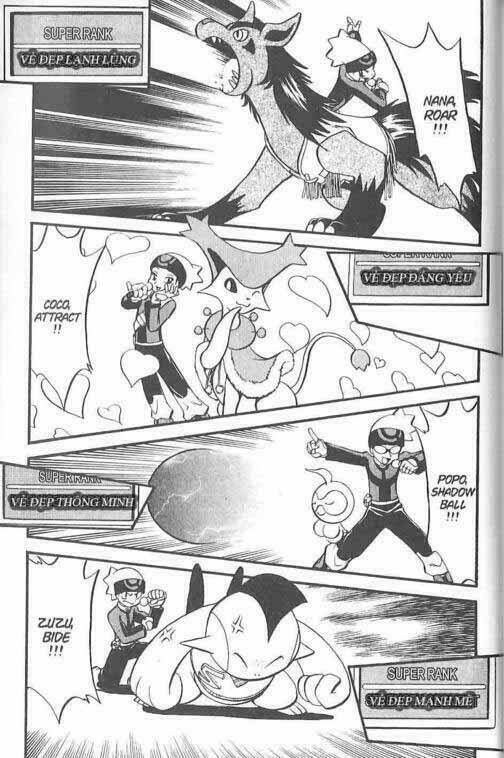 SUPER RANK
VẺ ĐẸP LẠNH LÙNG
NANA,
ROAR
!!!
SUPER RANK
VẺ ĐẸP ĐÁNG YÊU
COCO,
ATTRACT
!!
SUPER RANK
VẺ ĐẸP THÔNG MINH
POPO,
SHADOW
BALL
!!!
ZUZU,
BIDE
!!!
SUPER RANK
VẺ ĐẸP MẠNH MẼT